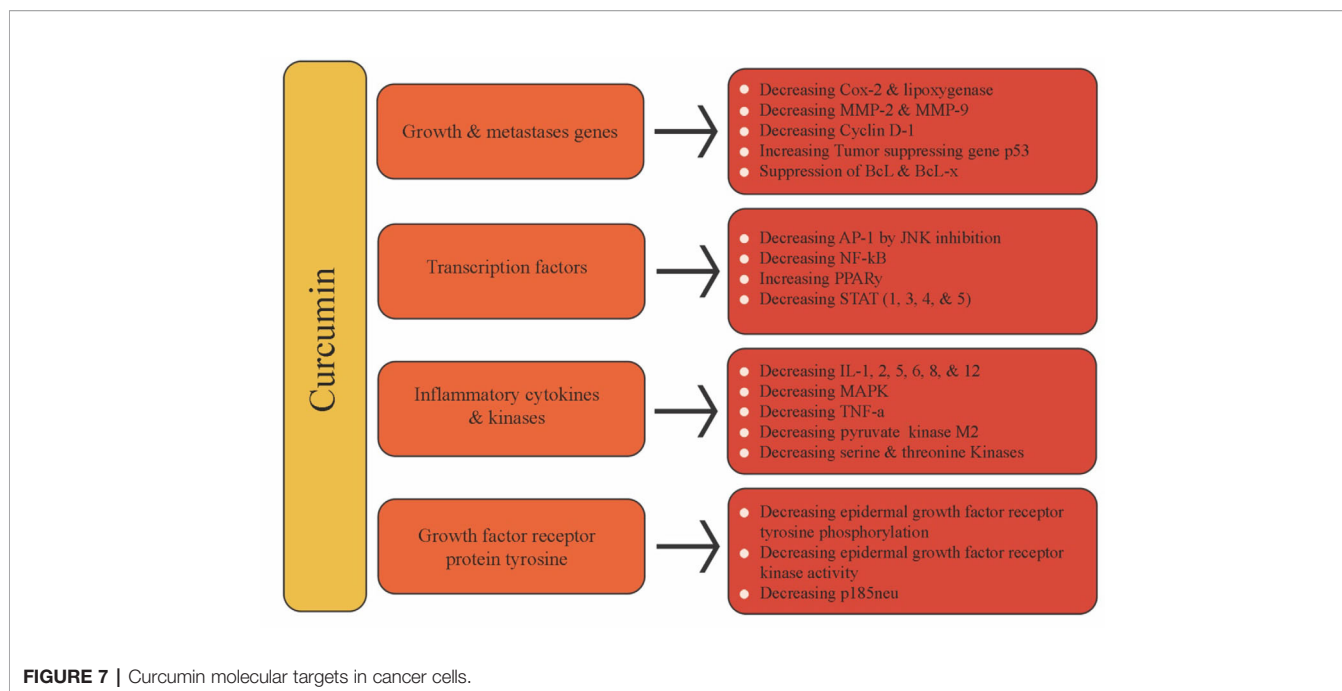 Curcumin
Growth & metastases genes
Decreasing Cox-2 & lipoxygenase
Decreasing MMP-2 & MMP-9
Decreasing Cyclin D-1
Increasing Tumor suppressing gene p53
Suppression of BcL & BcL-x
Transcription factors
Decreasing AP-1 by JNK inhibition
Decreasing NF-kB
Increasing PPARy
Decreasing STAT (1, 3, 4, & 5)
Inflammatory cytokines
& kinases
Decreasing IL-1, 2, 5, 6, 8, & 12
Decreasing MAPK
Decreasing TNF-a
Decreasing pyruvate kinase M2
Decreasing serine & threonine Kinases
Growth factor receptor
protein tyrosine
Decreasing epidermal growth factor receptor
tyrosine phosphorylation
Decreasing epidermal growth factor receptor
kinase activity
Decreasing p185neu
FIGURE 7 | Curcumin molecular targets in cancer cells.